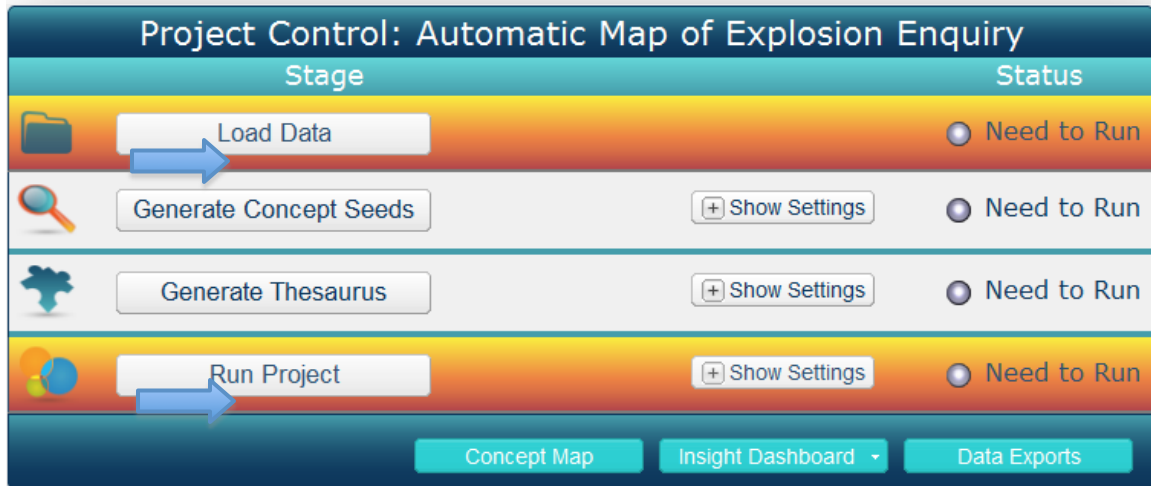 Project Control: Automatic Map of Explosion Enquiry
Stage Status
Load Data Need to Run
Generate Concept Seeds + Show Settings Need to Run
Generate Thesaurus + Show Settings Need to Run
Run Project + Show Settings Need to Run
Concept Map Insight Dashboard Data Exports